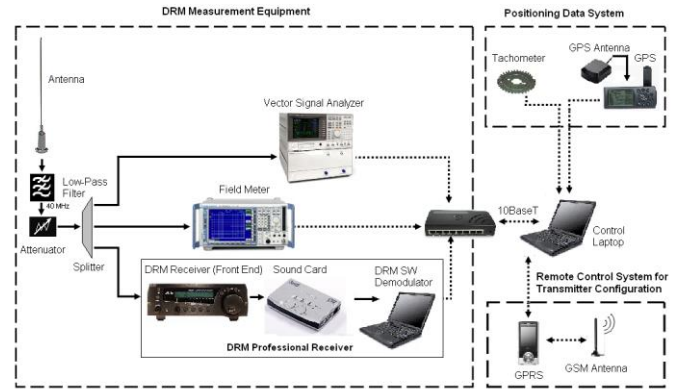 DRM Measurement Equipment
Positioning Data System
Antenna
Vector Signal Analyzer
Tachometer
GPS Antenna
GPS
Low-Pass
Filter
40 MHz
Attenuator
Splitter
Field Meter
10BaseT
Control
Laptop
DRM Receiver (Front End)
Sound Card
DRM SW
Demodulator
DRM Professional Receiver
Remote Control System for
Transmitter Configuration
GPRS
GSM Antenna